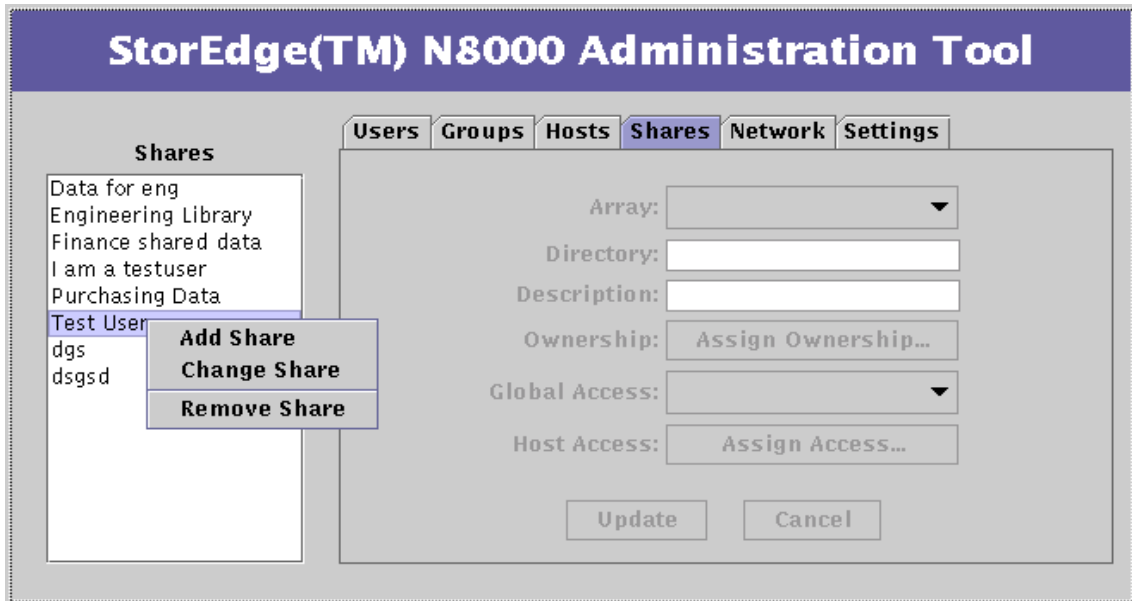 StorEdge(TM) N8000 Administration Tool
Users Groups Hosts Shares Network Settings
Shares
Data for eng
Engineering Library
Finance shared data
I am a testuser
Purchasing Data
Test User
dgs
dsgsd
Add Share
Change Share
Remove Share
Array:
Directory:
Description:
Ownership: Assign Ownership...
Global Access:
Host Access: Assign Access...
Update Cancel